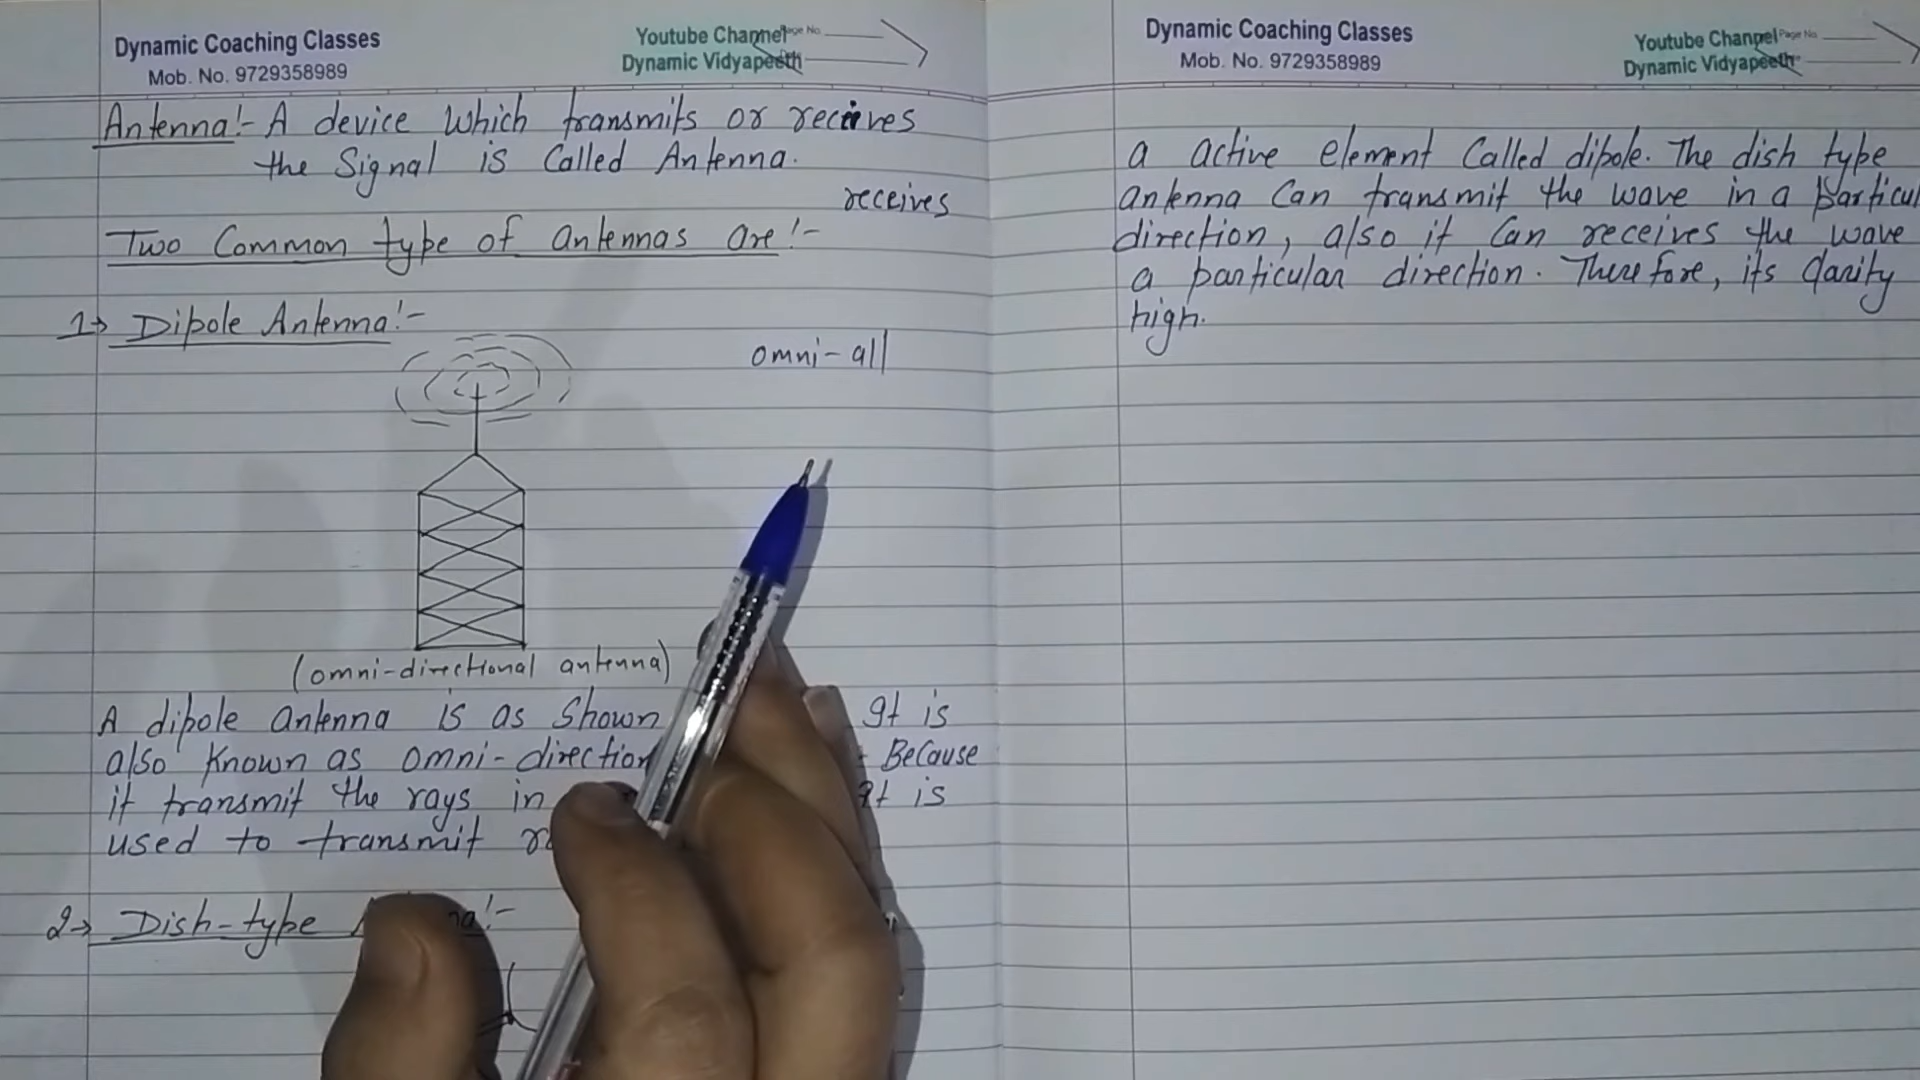 Dynamic Coaching Classes
Mob. No. 9729358989
Youtube Channel
Dynamic Vidyapeeth
Page No.
Antenna:- A device which transmits or receives
the Signal is Called Antenna.
receives
Two Common type of antennas are:-
1→ Dipole Antenna:-
omni-all
(omni-directional antenna)
A dipole antenna is as Shown It is
also Known as omni-direction Because
it transmit the rays in It is
used to transmit
2→ Dish-type
Dynamic Coaching Classes
Mob. No. 9729358989
Youtube Channel
Dynamic Vidyapeeth
Page No.
a active element Called dipole. The dish type
antenna Can transmit the wave in a particul
direction, also it Can receives the wave
a particular direction. Therefore, its Clarity
high.